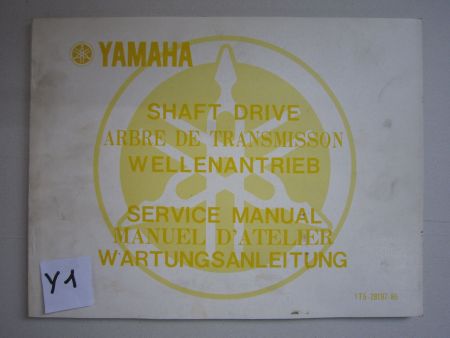 YAMAHA
SHAFT DRIVE
ARBRE DE TRANSMISSON
WELLENANTRIEB
SERVICE MANUAL
MANUEL D'ATELIER
WARTUNGSANLEITUNG
Y1